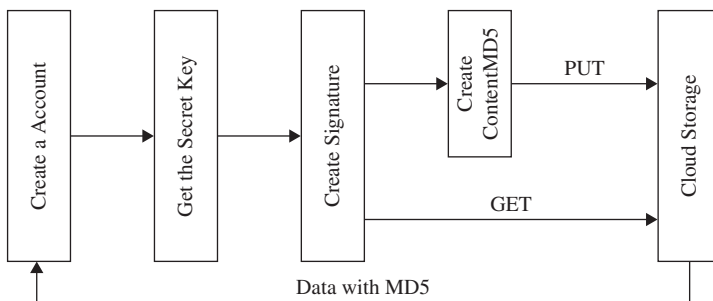 Create a Account
Get the Secret Key
Create Signature
Create
ContentMD5
PUT
GET
Cloud Storage
Data with MD5